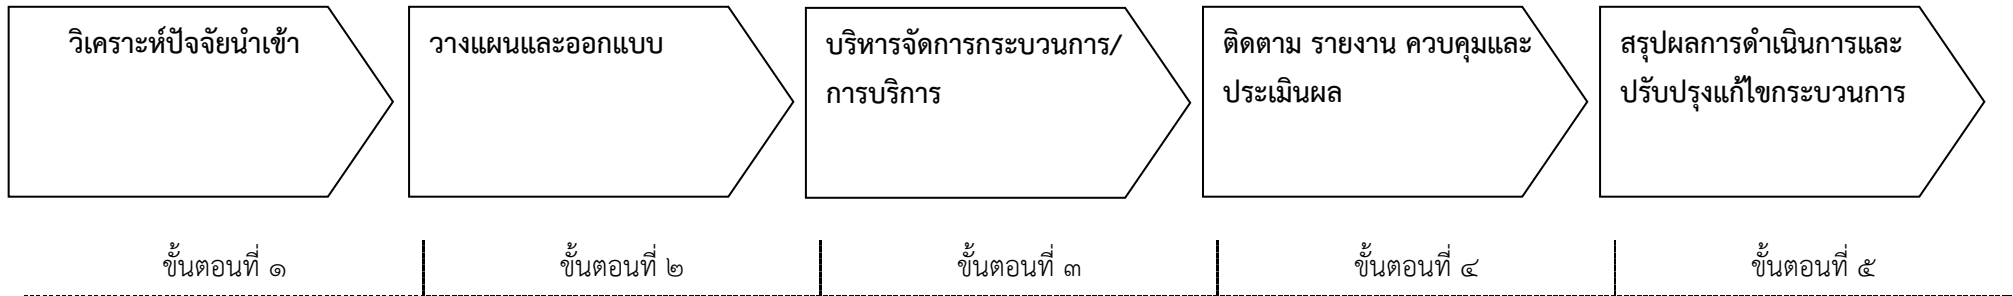 วิเคราะห์ปัจจัยนำเข้า
วางแผนและออกแบบ
บริหารจัดการกระบวนการ/
การบริการ
ติดตาม รายงาน ควบคุมและ
ประเมินผล
สรุปผลการดำเนินการและ
ปรับปรุงแก้ไขกระบวนการ
ขั้นตอนที่ ๑
ขั้นตอนที่ ๒
ขั้นตอนที่ ๓
ขั้นตอนที่ ๔
ขั้นตอนที่ ๕